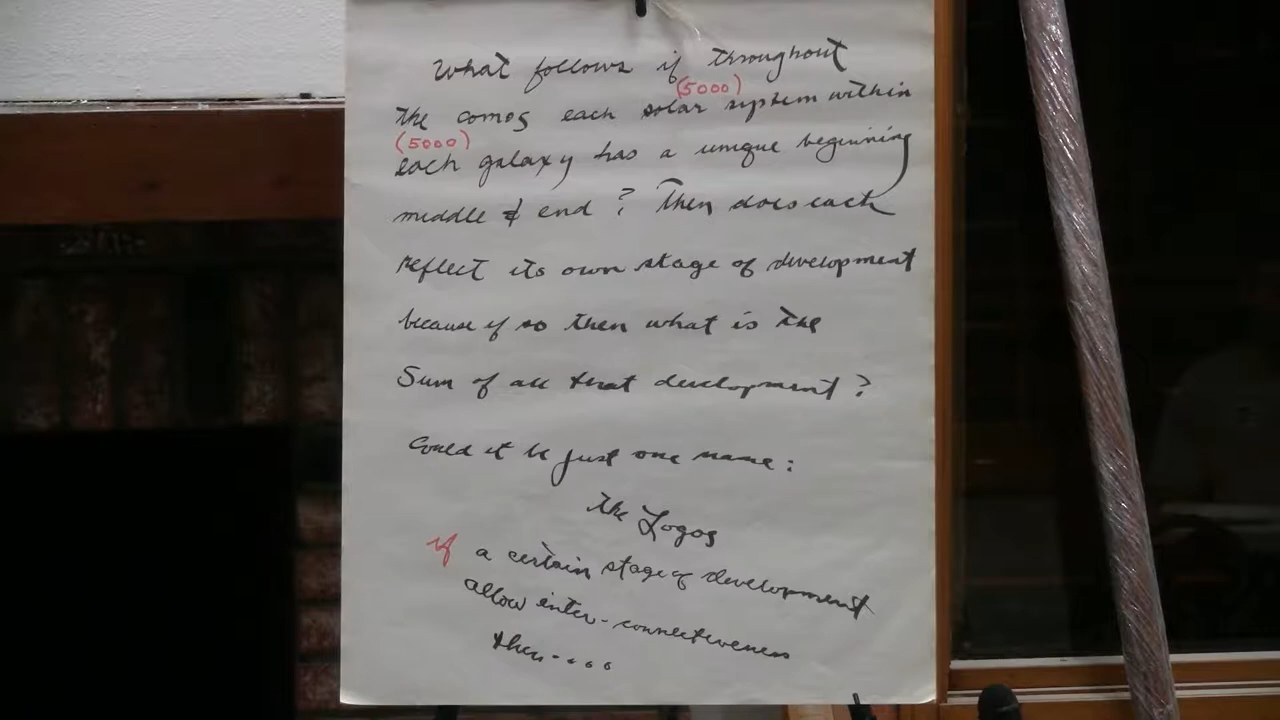 What follows if throughout
(5000)
the comos each solar system within
(5000)
each galaxy has a unique beginning
middle & end? Then does each
reflect its own stage of development
because if so then what is the
Sum of all that development?
Could it be just one name:
the Logos
if a certain stage of development
allow inter-connectiveness
then....